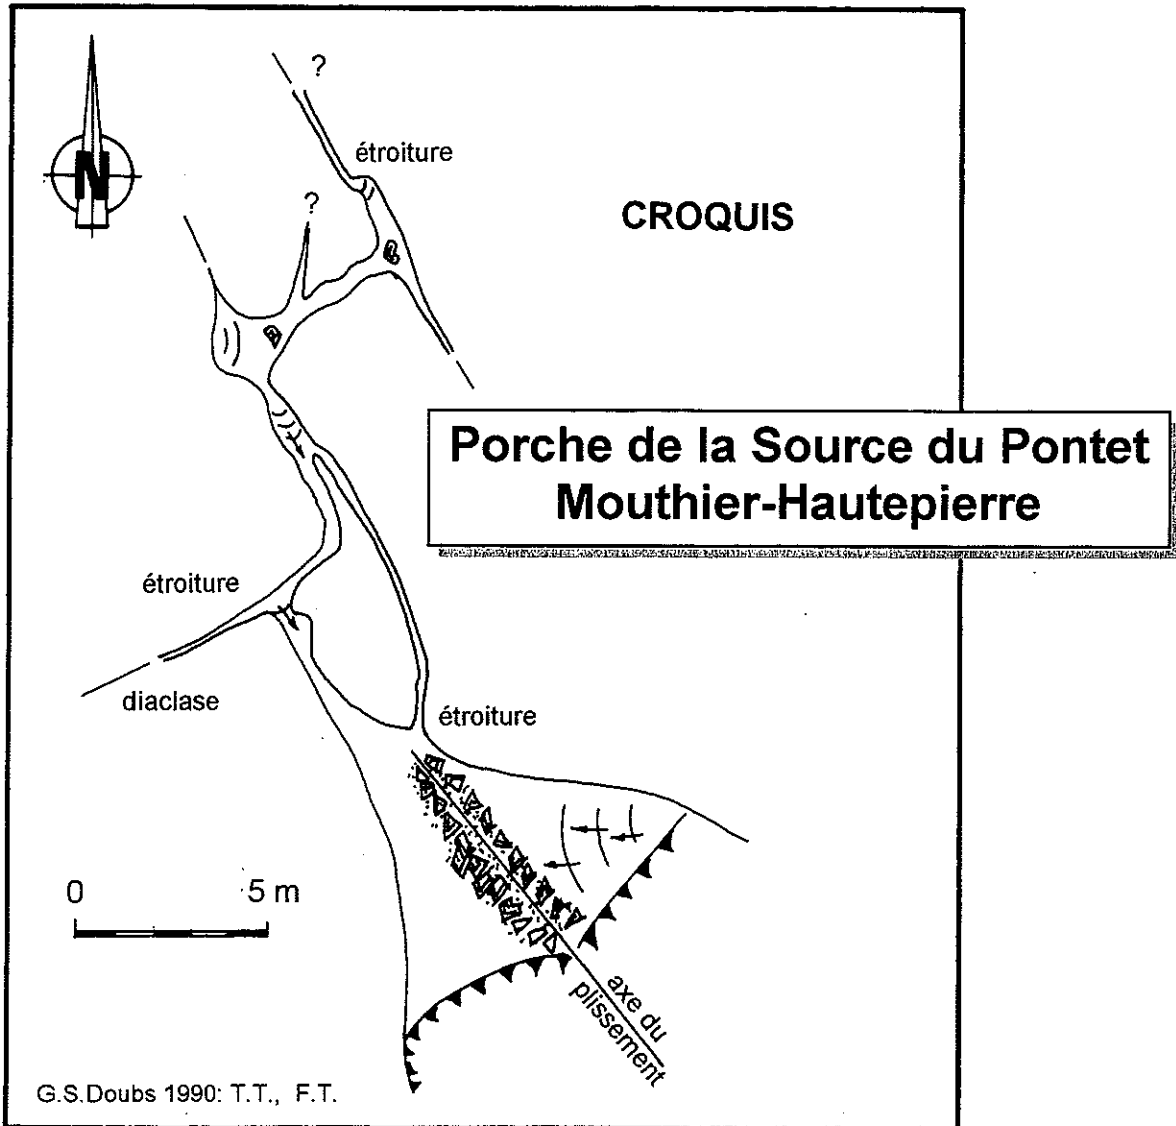 ?
étroiture
N
?
CROQUIS
Porche de la Source du Pontet
Mouthier-Hautepierre
étroiture
diaclase
étroiture
0 5 m
axe du
plissement
G.S.Doubs 1990: T.T., F.T.